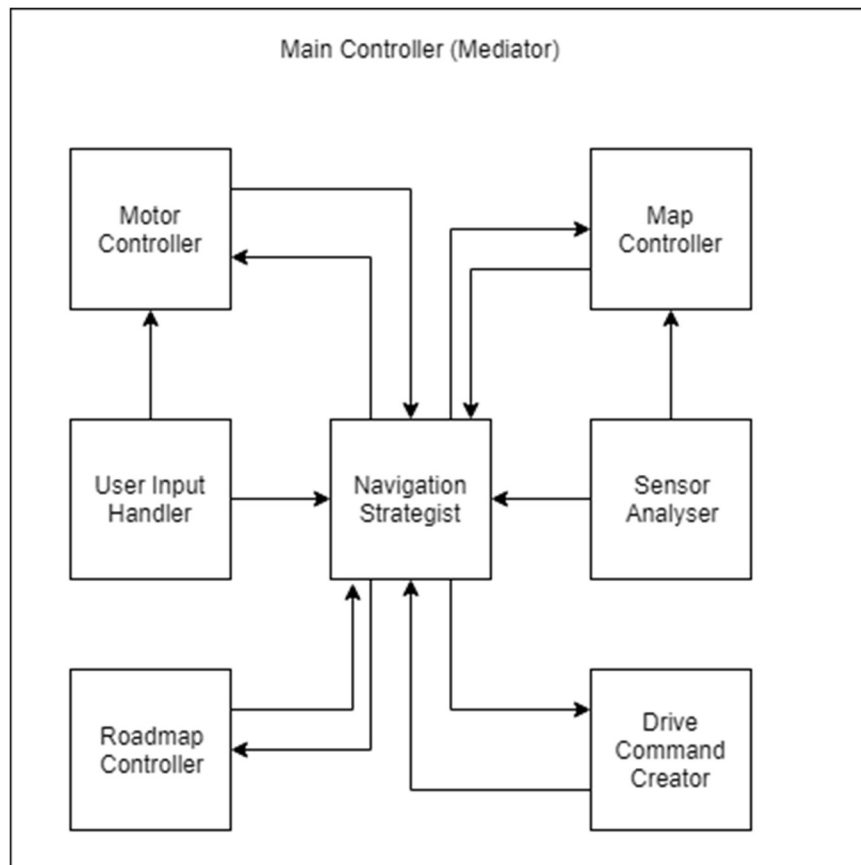 Main Controller (Mediator)
Motor
Controller
Map
Controller
User Input
Handler
Navigation
Strategist
Sensor
Analyser
Roadmap
Controller
Drive
Command
Creator